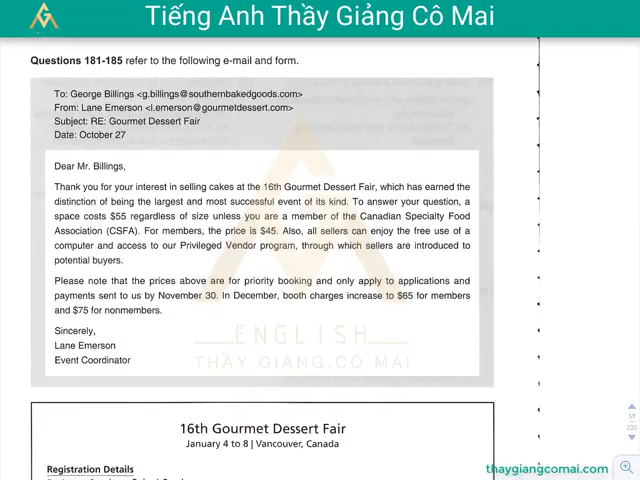 Tiếng Anh Thầy Giảng Cô Mai
Questions 181-185 refer to the following e-mail and form.
To: George Billings <g.billings@southernbakedgoods.com>
From: Lane Emerson <l.emerson@gourmetdessert.com>
Subject: RE: Gourmet Dessert Fair
Date: October 27
Dear Mr. Billings,
Thank you for your interest in selling cakes at the 16th Gourmet Dessert Fair, which has earned the
distinction of being the largest and most successful event of its kind. To answer your question, a
space costs $55 regardless of size unless you are a member of the Canadian Specialty Food
Association (CSFA). For members, the price is $45. Also, all sellers can enjoy the free use of a
computer and access to our Privileged Vendor program, through which sellers are introduced to
potential buyers.
Please note that the prices above are for priority booking and only apply to applications and
payments sent to us by November 30. In December, booth charges increase to $65 for members
and $75 for nonmembers.
Sincerely,
Lane Emerson
Event Coordinator
ENGLISH
THẦY GIẢNG.CÔ MAI
16th Gourmet Dessert Fair
January 4 to 8 | Vancouver, Canada
Registration Details
59
220
thaygiangcomai.com